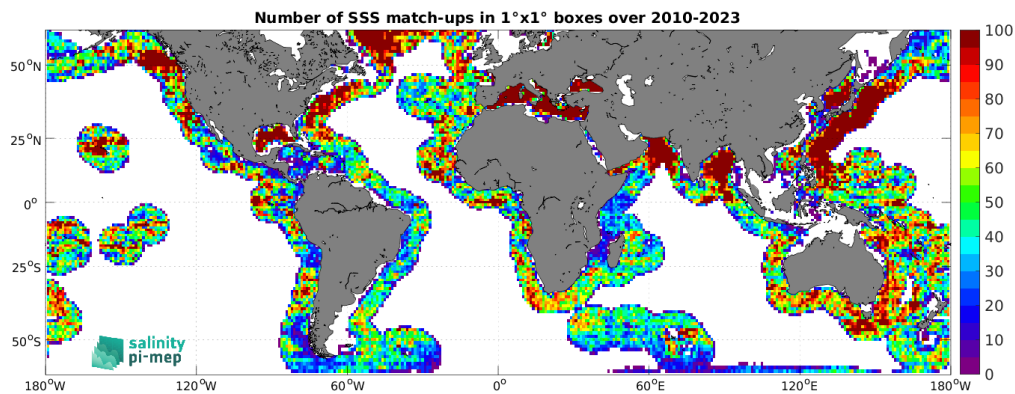 Number of SSS match-ups in 1°x1° boxes over 2010-2023
100
90
80
70
60
50
40
30
20
10
0
50°N
25°N
0°
25°S
50°S
180°W
120°W
60°W
0°
60°E
120°E
180°W
salinity
pi-mep